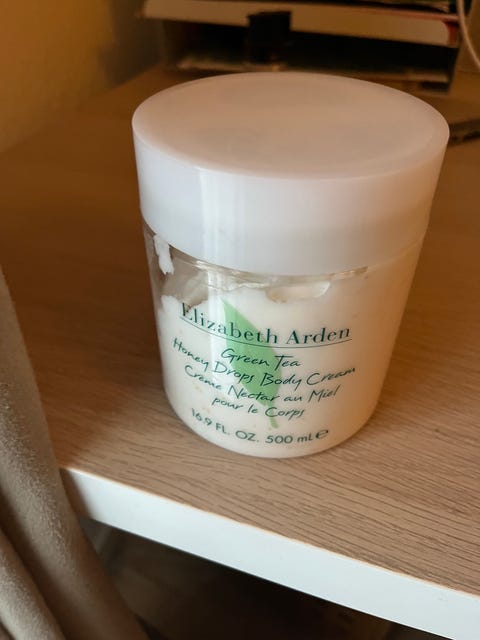 Elizabeth Arden
Green Tea
Honey Drops Body Cream
Crème Nectar au Miel
pour le Corps
16.9 FL. OZ. 500 mL ℮